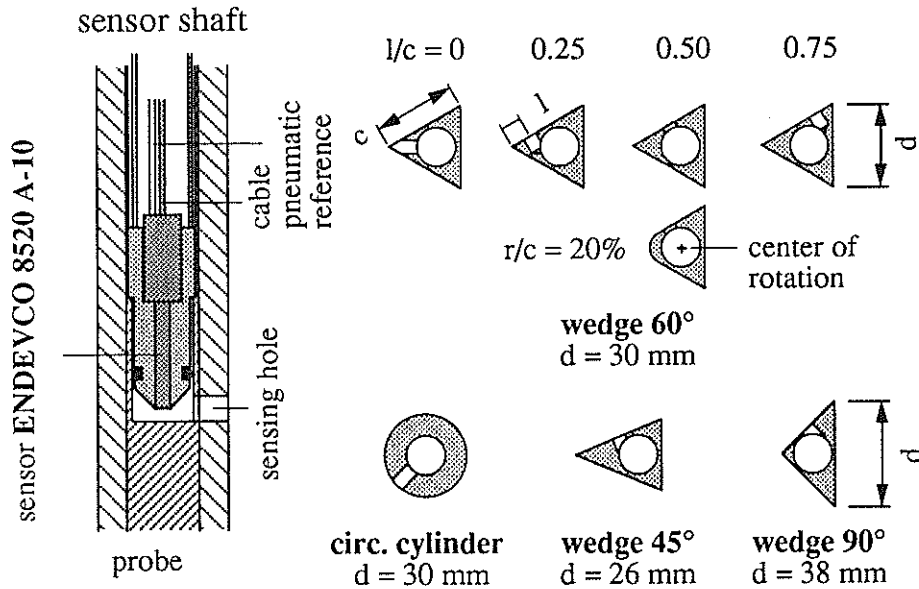 sensor shaft
sensor ENDEVCO 8520 A-10
cable
pneumatic
reference
sensing hole
probe
l/c = 0
0.25
0.50
0.75
c
l
d
r/c = 20%
center of
rotation
wedge 60°
d = 30 mm
d
circ. cylinder
d = 30 mm
wedge 45°
d = 26 mm
wedge 90°
d = 38 mm